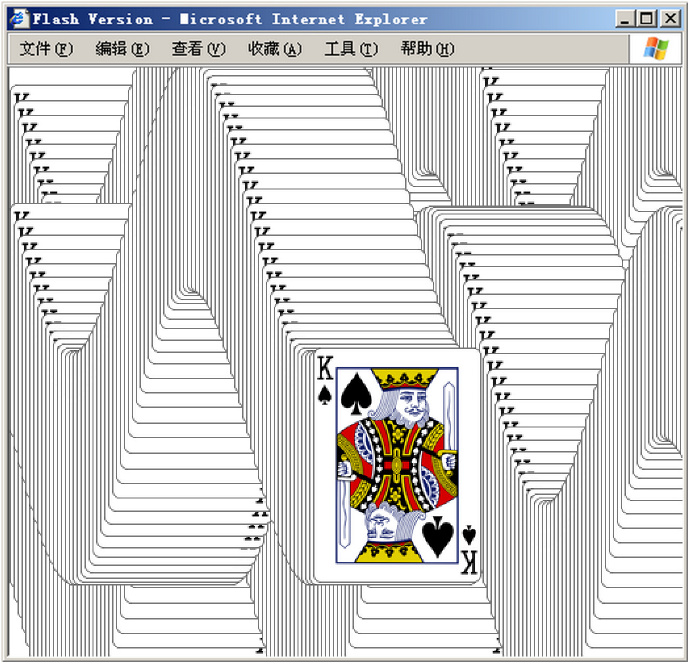 Flash Version - Microsoft Internet Explorer
文件(F) 编辑(E) 查看(V) 收藏(A) 工具(T) 帮助(H)
K
K